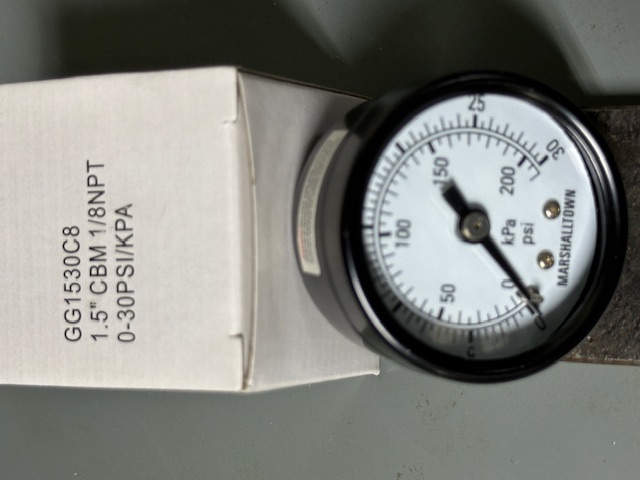 GG1530C8
1.5" CBM 1/8NPT
0-30PSI/KPA
25
30
150
200
100
50
0
0
kPa
psi
MARSHALLTOWN